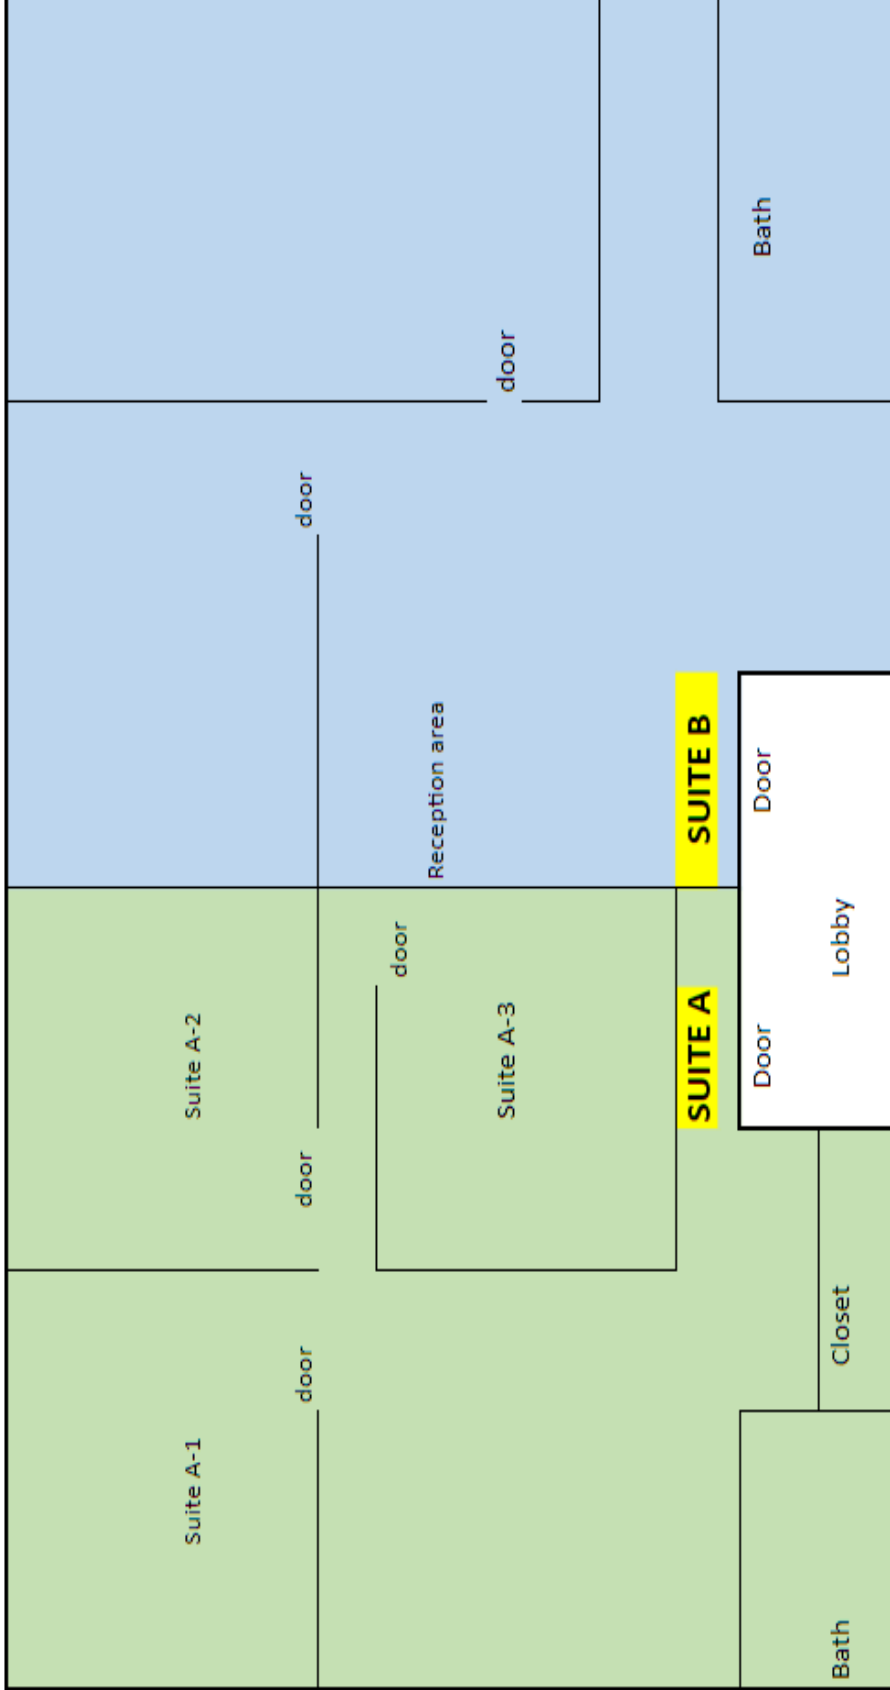 Suite A-1
Suite A-2
door
door
door
door
door
Suite A-3
Reception area
SUITE A
SUITE B
Door
Door
Bath
Bath
Closet
Lobby